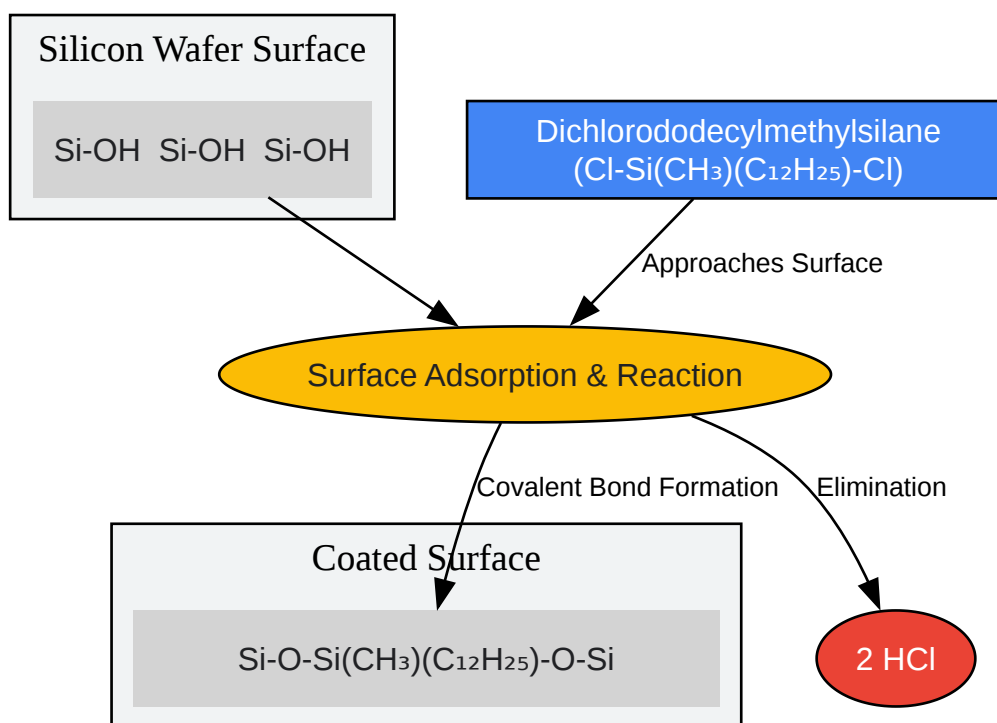 Silicon Wafer Surface
Si-OH  Si-OH  Si-OH
Dichlorododecylmethylsilane
(Cl-Si(CH₃)(C₁₂H₂₅)-Cl)
Approaches Surface
Surface Adsorption & Reaction
Covalent Bond Formation
Elimination
Coated Surface
Si-O-Si(CH₃)(C₁₂H₂₅)-O-Si
2 HCl